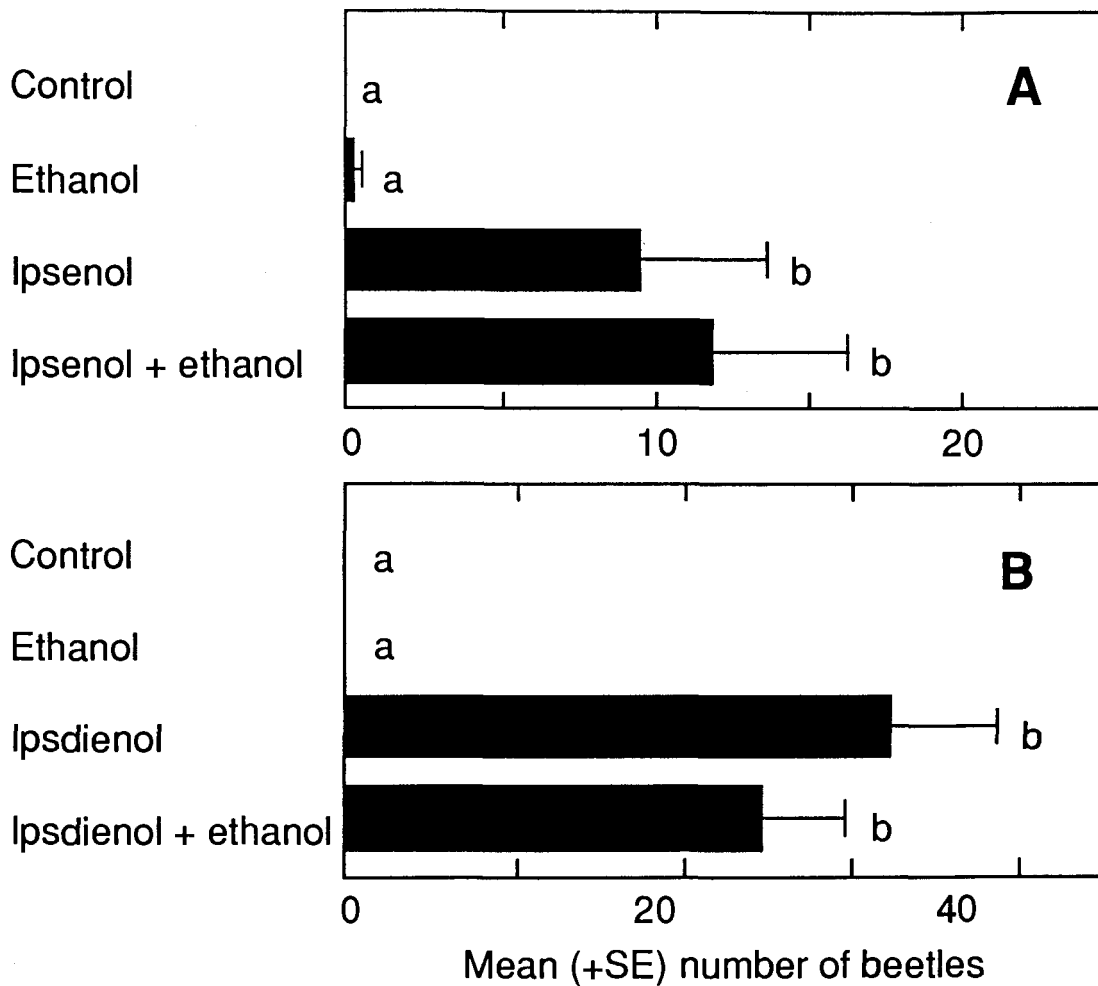 Control a A
Ethanol a
Ipsenol b
Ipsenol + ethanol b
0 10 20
Control a B
Ethanol a
Ipsdienol b
Ipsdienol + ethanol b
0 20 40
Mean (+SE) number of beetles